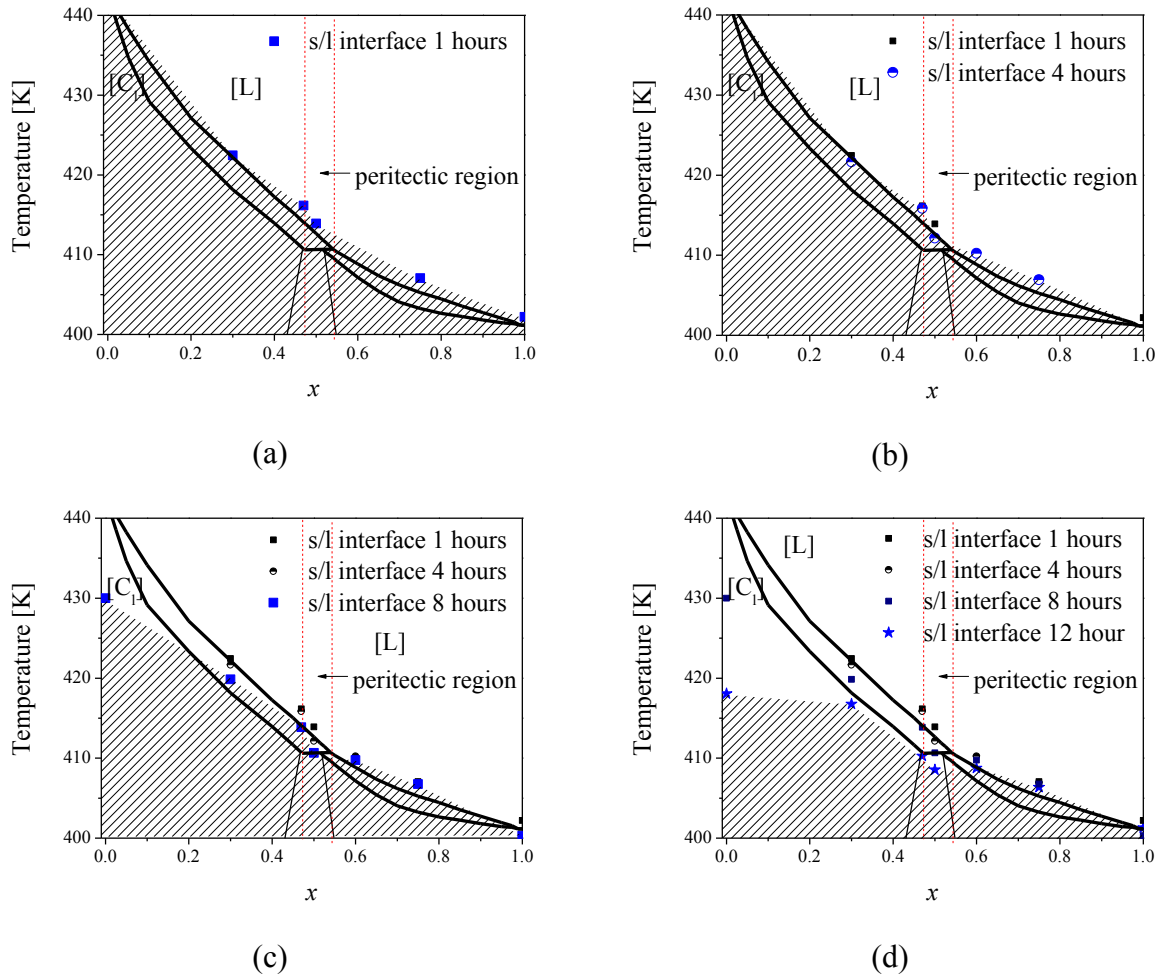 440
430
420
410
400
Temperature [K]
[C1]
[L]
s/l interface 1 hours
peritectic region
0.0 0.2 0.4 0.6 0.8 1.0
x
(a)
440
430
420
410
400
Temperature [K]
[C1]
[L]
s/l interface 1 hours
s/l interface 4 hours
peritectic region
0.0 0.2 0.4 0.6 0.8 1.0
x
(b)
440
430
420
410
400
Temperature [K]
[C1]
s/l interface 1 hours
s/l interface 4 hours
s/l interface 8 hours
[L]
peritectic region
0.0 0.2 0.4 0.6 0.8 1.0
x
(c)
440
430
420
410
400
Temperature [K]
[L]
[C1]
s/l interface 1 hours
s/l interface 4 hours
s/l interface 8 hours
s/l interface 12 hour
peritectic region
0.0 0.2 0.4 0.6 0.8 1.0
x
(d)